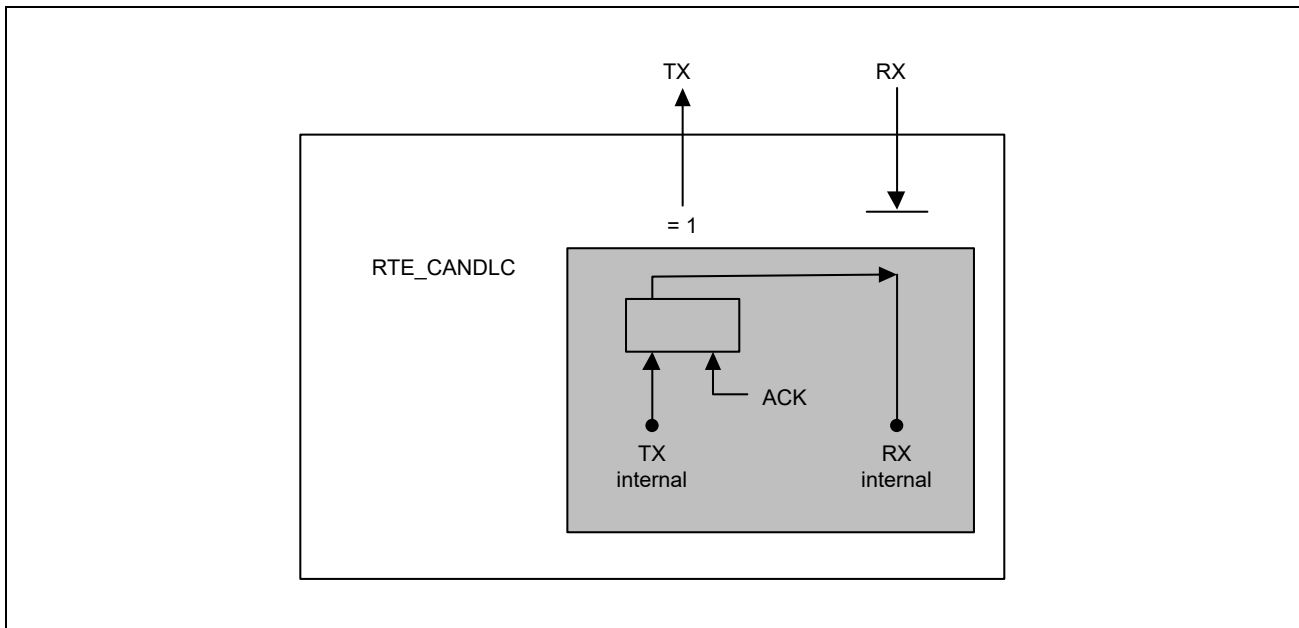 TX
RX
= 1
RTE_CANDLC
ACK
TX
internal
RX
internal